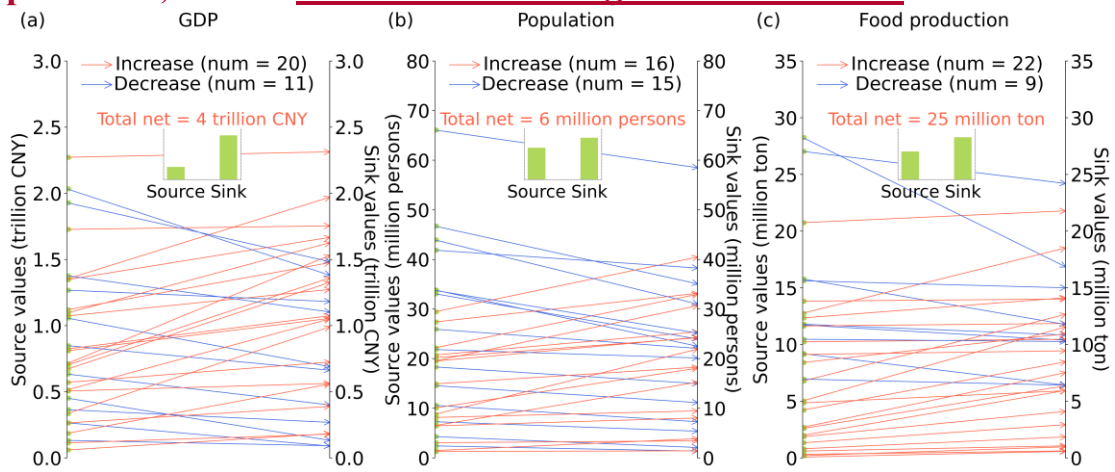 (a) GDP
Source values (trillion CNY)
3.0
2.5
2.0
1.5
1.0
0.5
0.0
Increase (num = 20)
Decrease (num = 11)
Total net = 4 trillion CNY
Source Sink
3.0
2.5
2.0
1.5
1.0
0.5
0.0
Sink values (trillion CNY)
(b) Population
Source values (million persons)
80
70
60
50
40
30
20
10
0
Increase (num = 16)
Decrease (num = 15)
Total net = 6 million persons
Source Sink
80
70
60
50
40
30
20
10
0
Sink values (million persons)
(c) Food production
Source values (million ton)
35
30
25
20
15
10
5
0
Increase (num = 22)
Decrease (num = 9)
Total net = 25 million ton
Source Sink
35
30
25
20
15
10
5
0
Sink values (million ton)